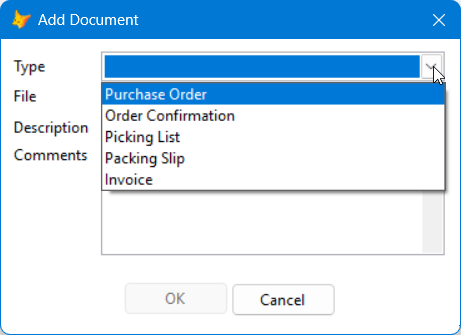 Add Document
Type
Purchase Order
File
Order Confirmation
Description
Picking List
Comments
Packing Slip
Invoice
OK
Cancel